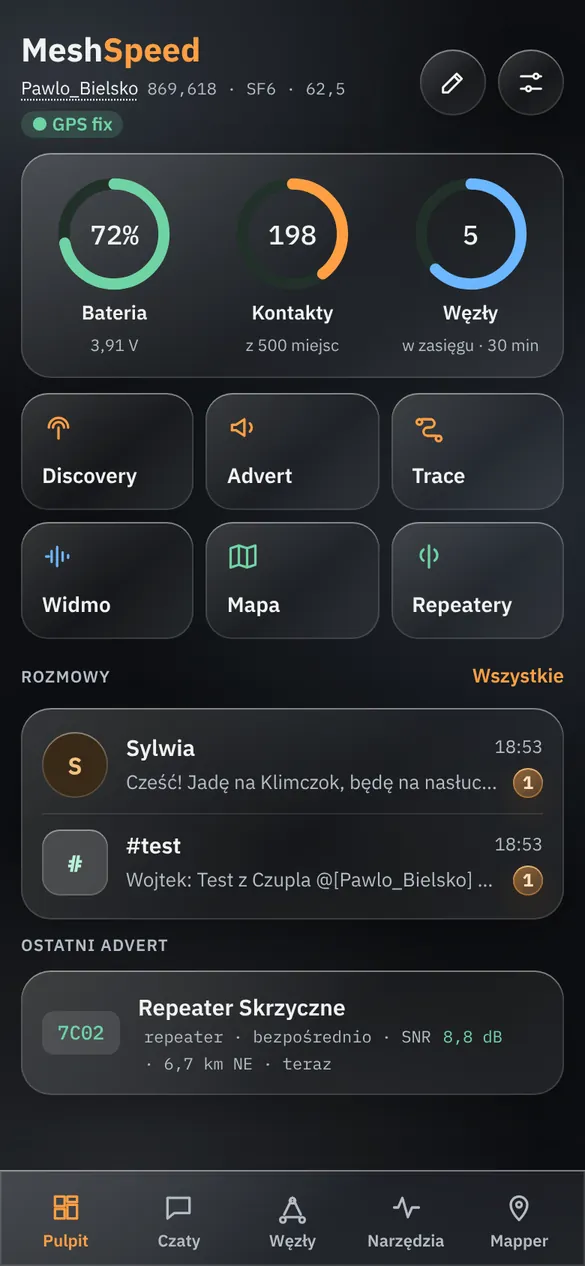 MeshSpeed
Pawlo_Bielsko 869,618 · SF6 · 62,5
GPS fix
72% 198 5
Bateria Kontakty Węzły
3,91 V z 500 miejsc w zasięgu · 30 min
Discovery Advert Trace
Widmo Mapa Repeatery
ROZMOWY Wszystkie
S Sylwia 18:53
Cześć! Jadę na Klimczok, będę na nasłuc... 1
# #test 18:53
Wojtek: Test z Czupla @[Pawlo_Bielsko] ... 1
OSTATNI ADVERT
Repeater Skrzyczne
7C02 repeater · bezpośrednio · SNR 8,8 dB
· 6,7 km NE · teraz
Pulpit Czaty Węzły Narzędzia Mapper